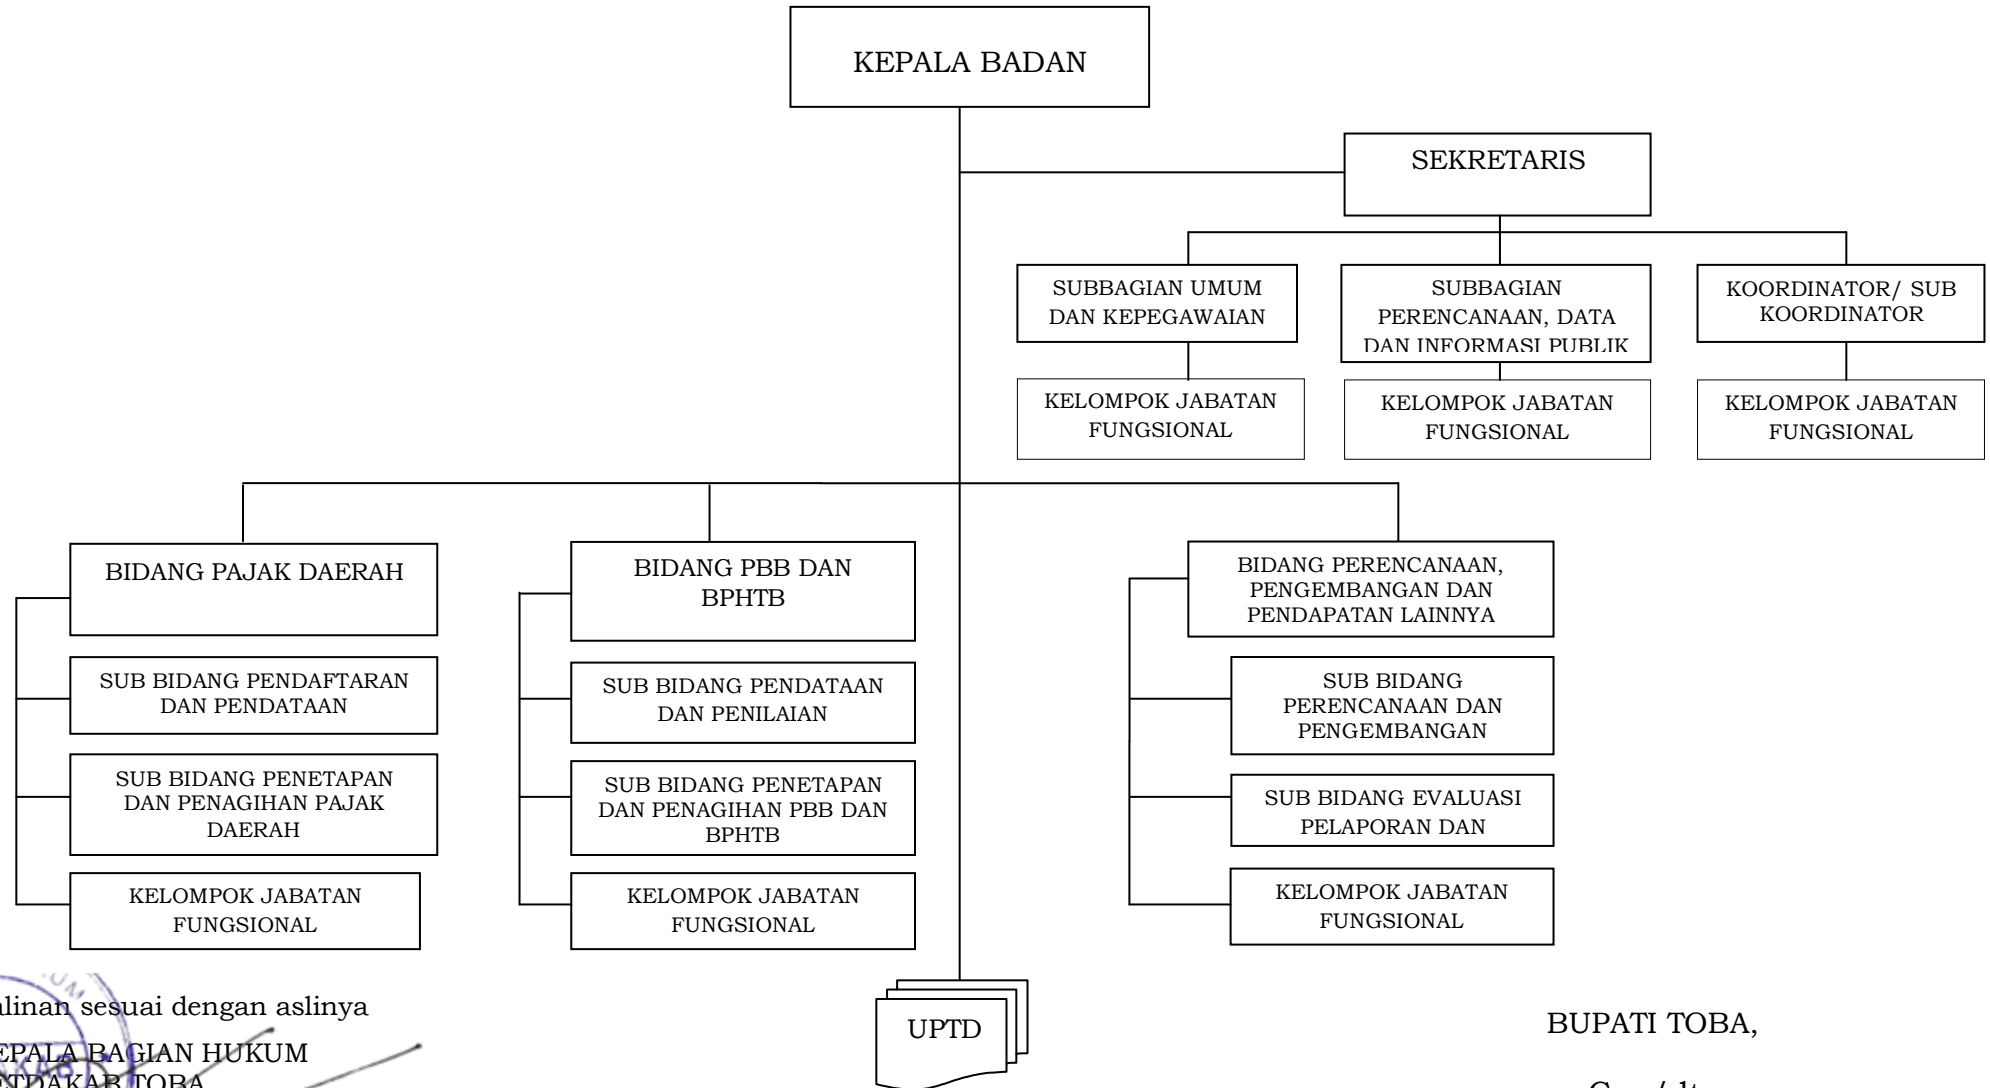 KEPALA BADAN
SEKRETARIS
SUBBAGIAN UMUM
DAN KEPEGAWAIAN
SUBBAGIAN
PERENCANAAN, DATA
DAN INFORMASI PUBLIK
KOORDINATOR/ SUB
KOORDINATOR
KELOMPOK JABATAN
FUNGSIONAL
KELOMPOK JABATAN
FUNGSIONAL
KELOMPOK JABATAN
FUNGSIONAL
BIDANG PAJAK DAERAH
SUB BIDANG PENDAFTARAN
DAN PENDATAAN
SUB BIDANG PENETAPAN
DAN PENAGIHAN PAJAK
DAERAH
KELOMPOK JABATAN
FUNGSIONAL
BIDANG PBB DAN
BPHTB
SUB BIDANG PENDATAAN
DAN PENILAIAN
SUB BIDANG PENETAPAN
DAN PENAGIHAN PBB DAN
BPHTB
KELOMPOK JABATAN
FUNGSIONAL
BIDANG PERENCANAAN,
PENGEMBANGAN DAN
PENDAPATAN LAINNYA
SUB BIDANG
PERENCANAAN DAN
PENGEMBANGAN
SUB BIDANG EVALUASI
PELAPORAN DAN
KELOMPOK JABATAN
FUNGSIONAL
UPTD
alinan sesuai dengan aslinya
EPALA BAGIAN HUKUM
ETDAKAB TOBA
BUPATI TOBA,